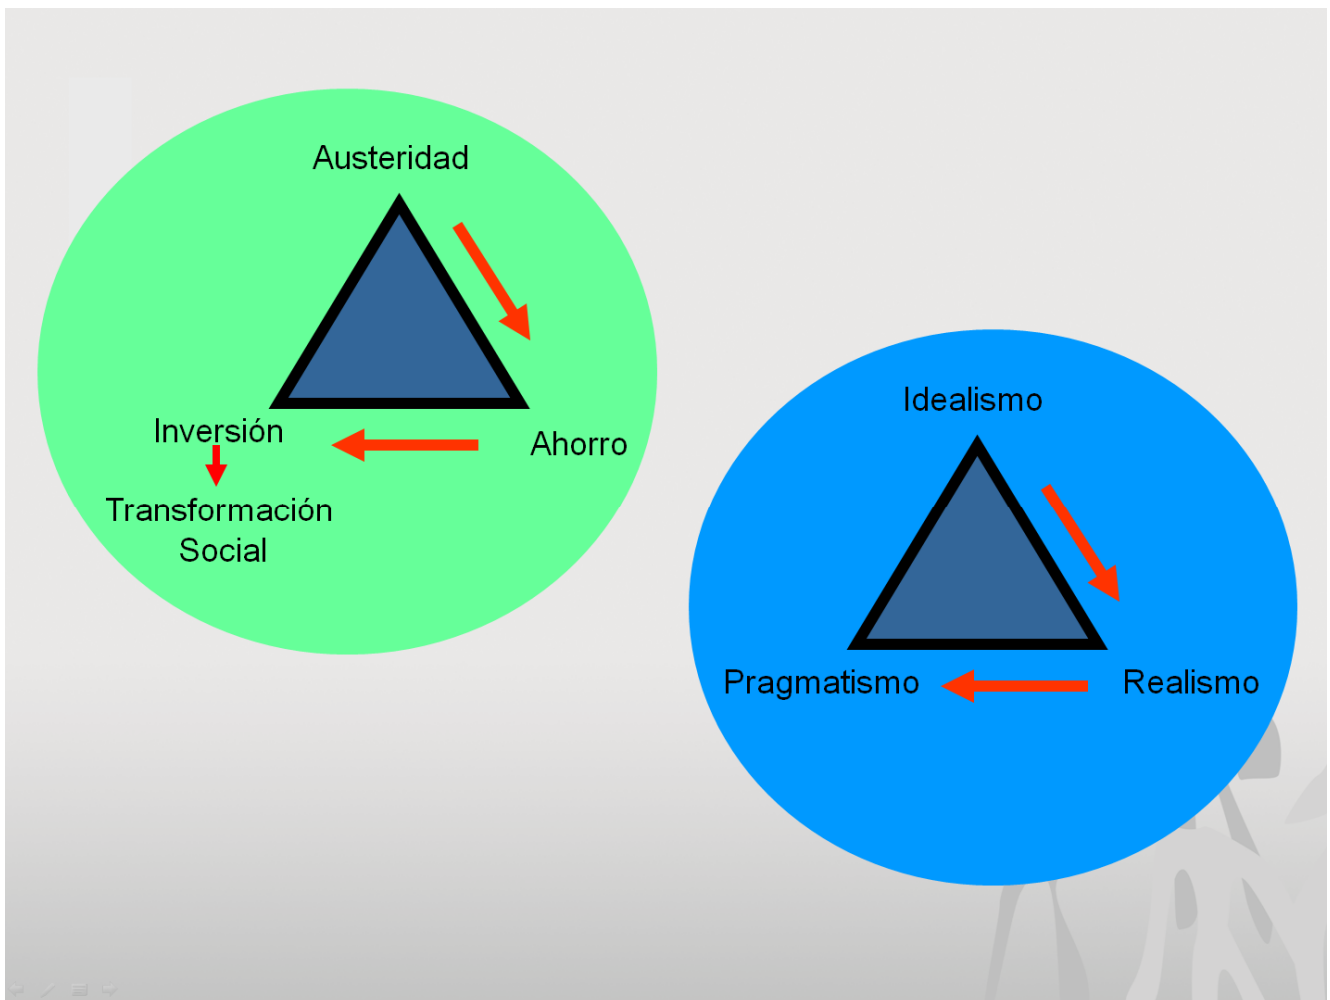 Austeridad
Inversión
Ahorro
Transformación
Social
Idealismo
Pragmatismo
Realismo